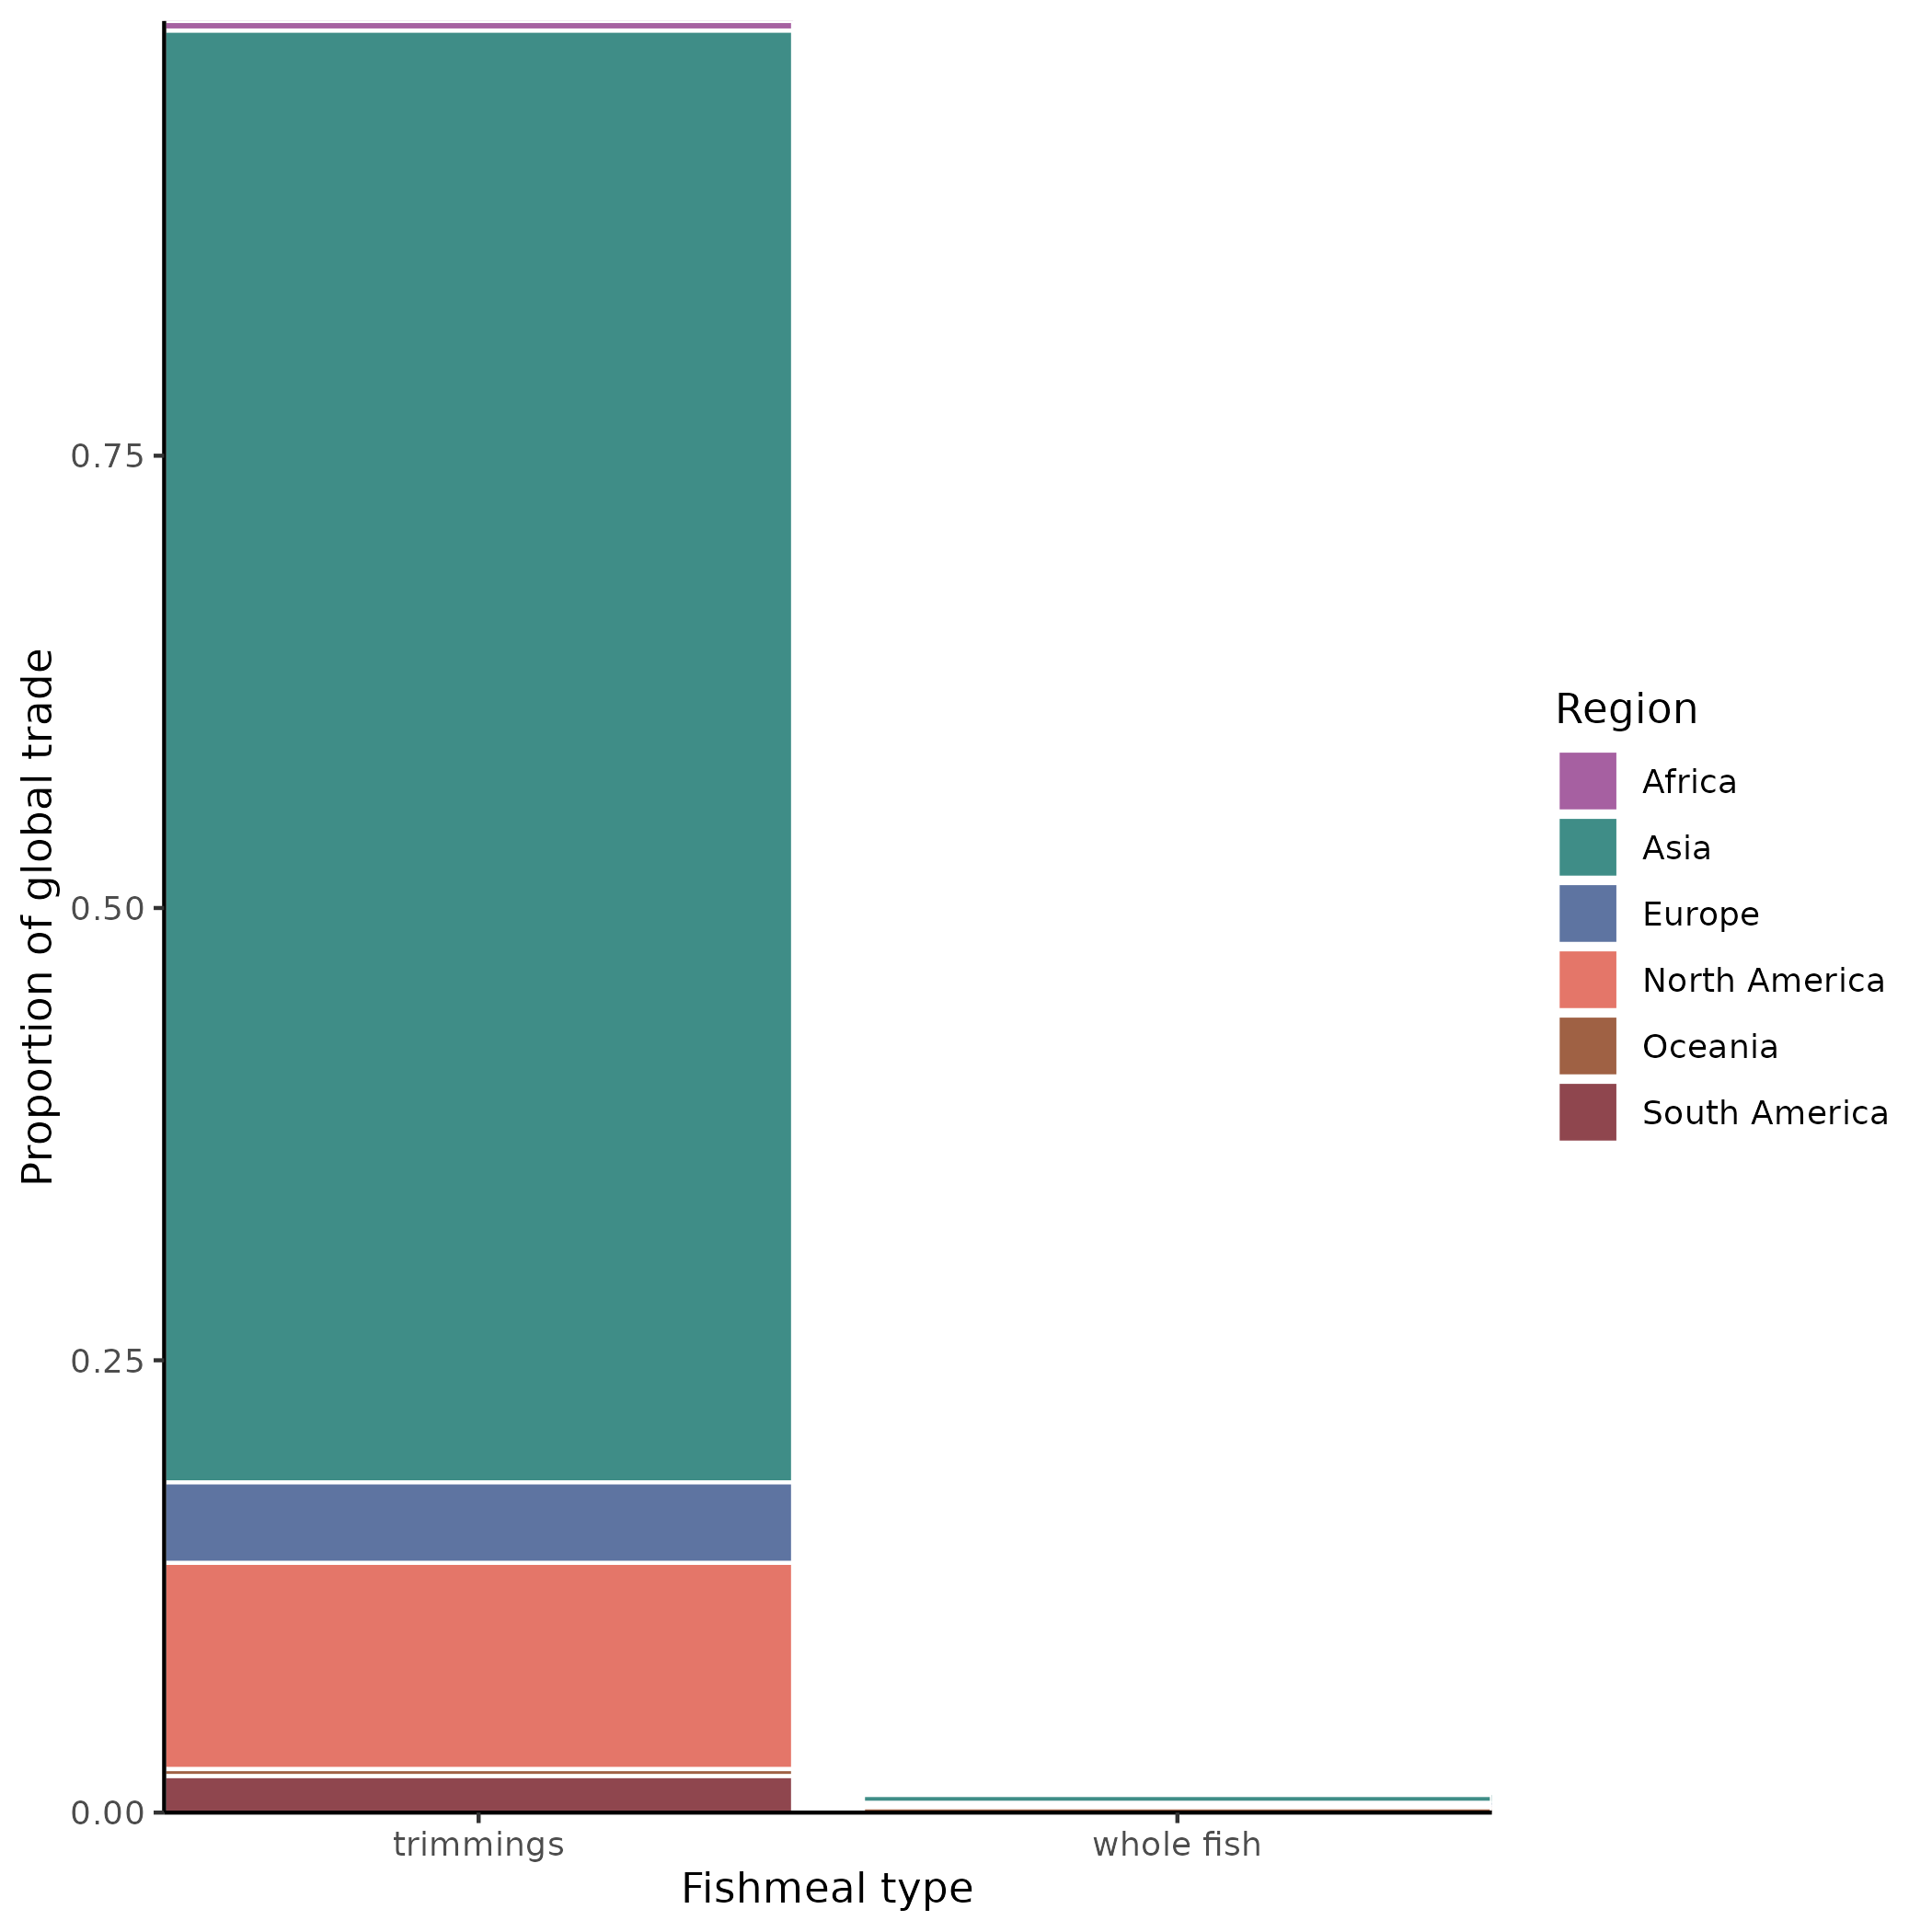 Proportion of global trade
0.75
0.50
0.25
0.00
trimmings
whole fish
Fishmeal type
Region
Africa
Asia
Europe
North America
Oceania
South America